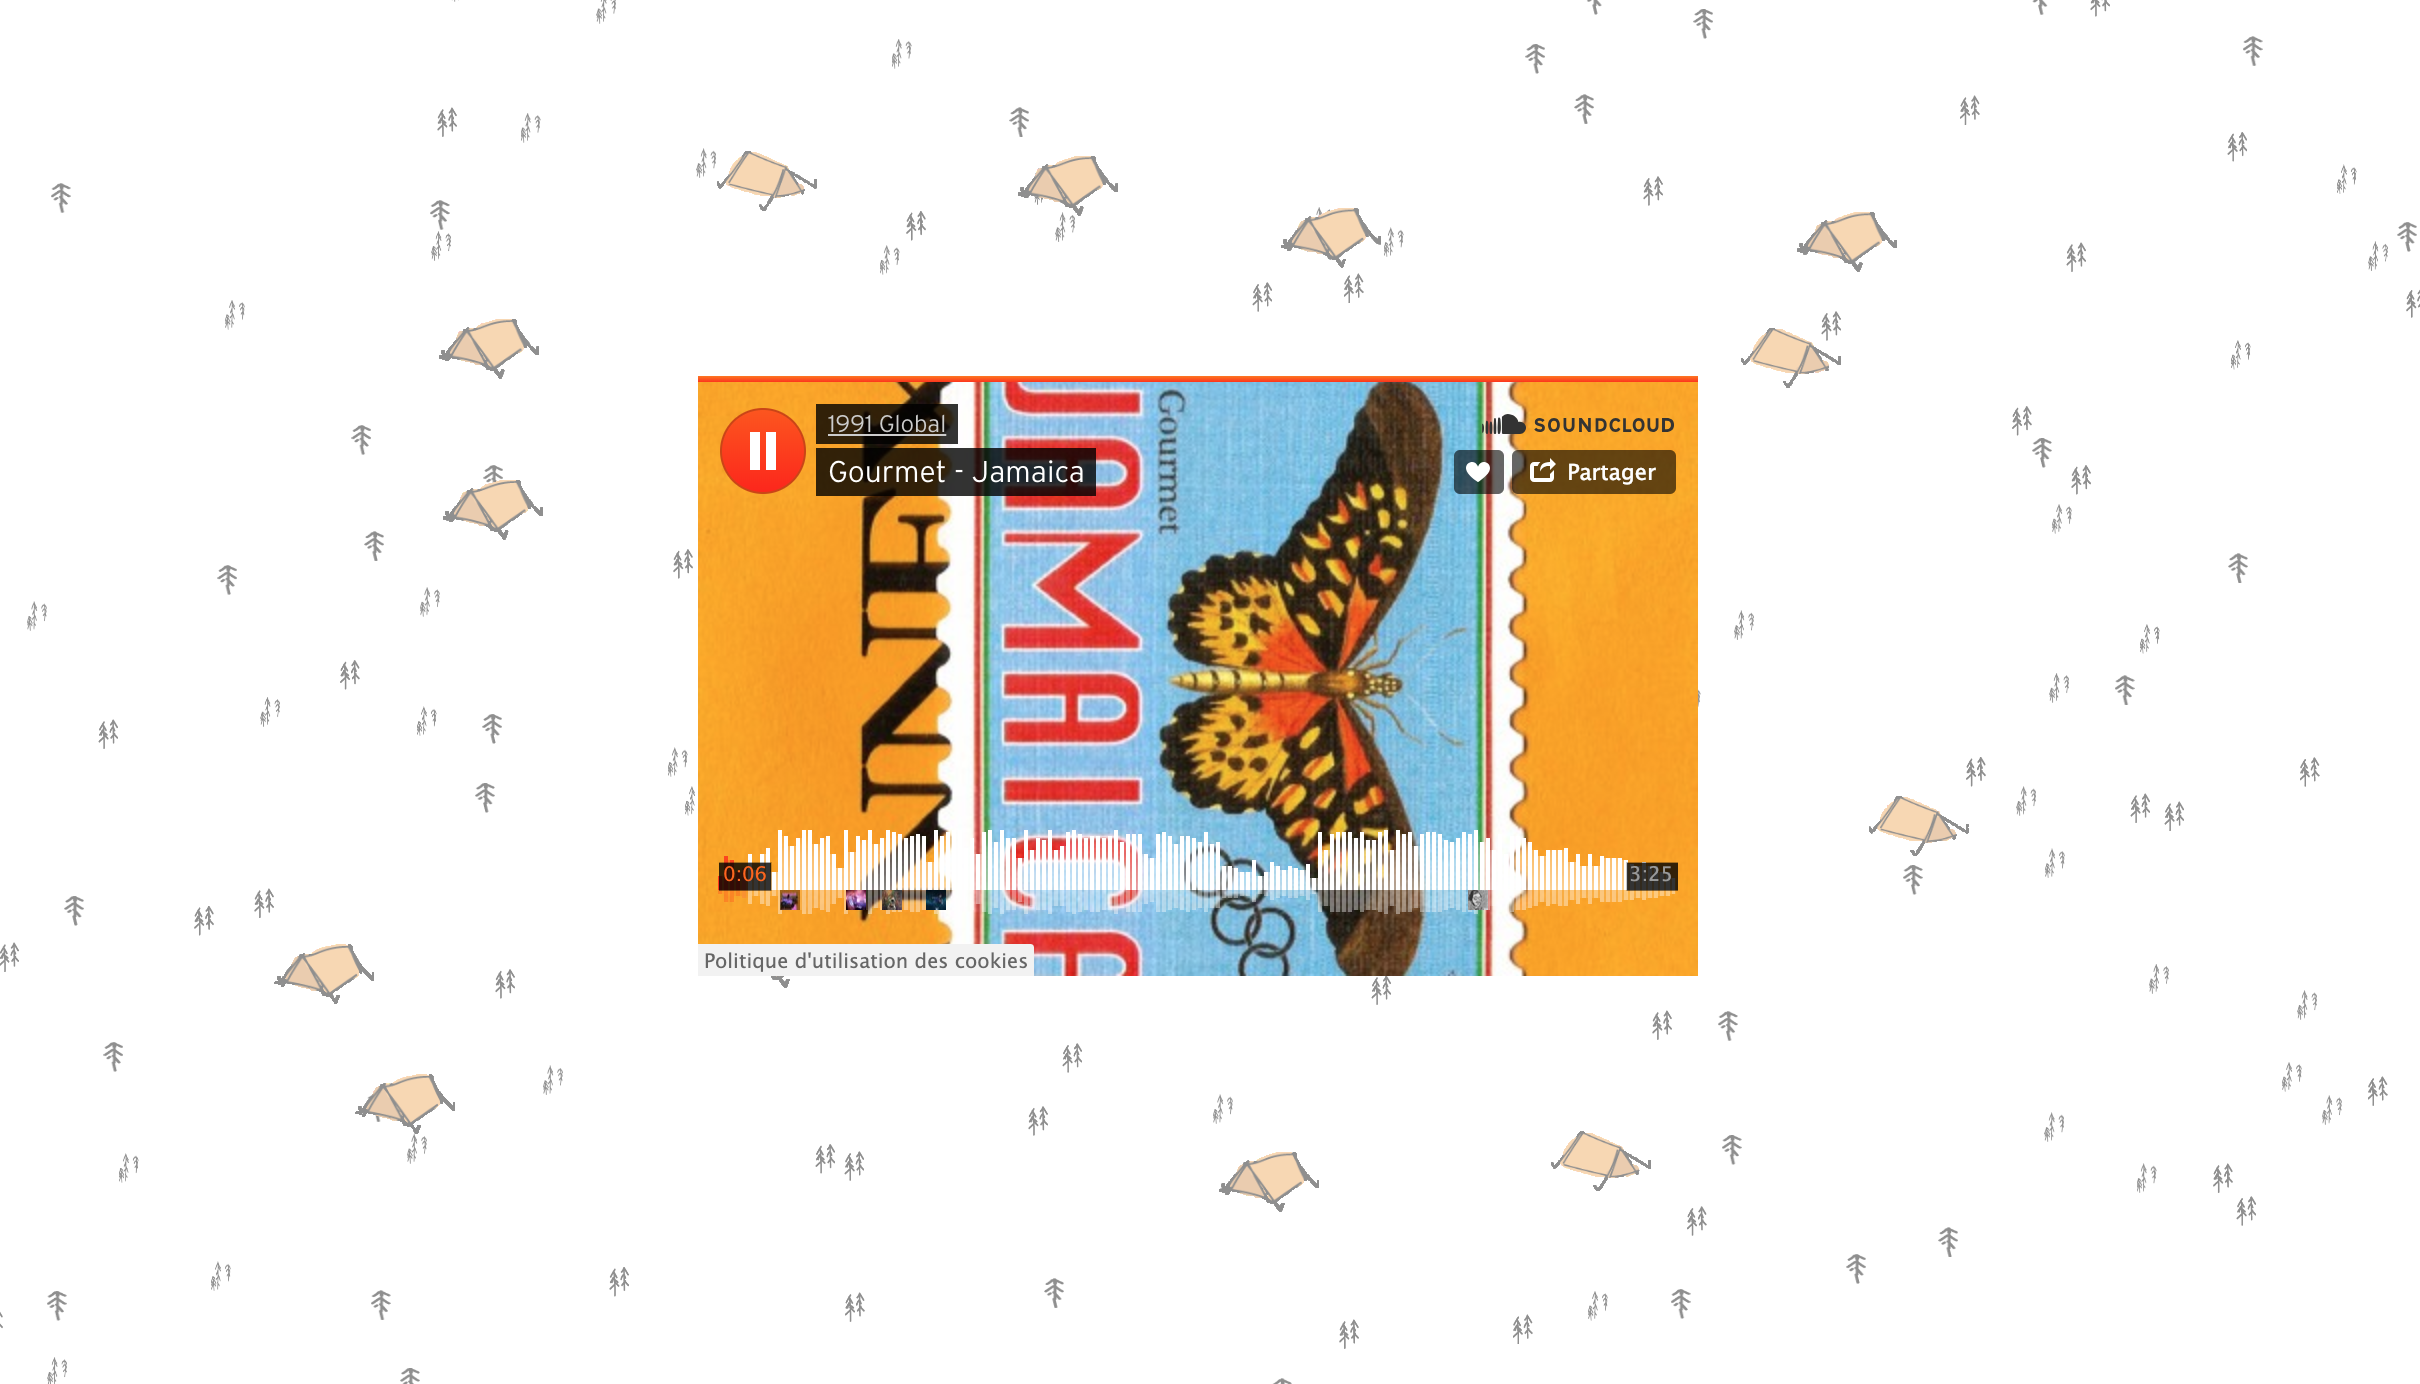 1991 Global
SOUNDCLOUD
Gourmet - Jamaica
Partager
Gourmet
JAMAICA
0:06
3:25
Politique d'utilisation des cookies